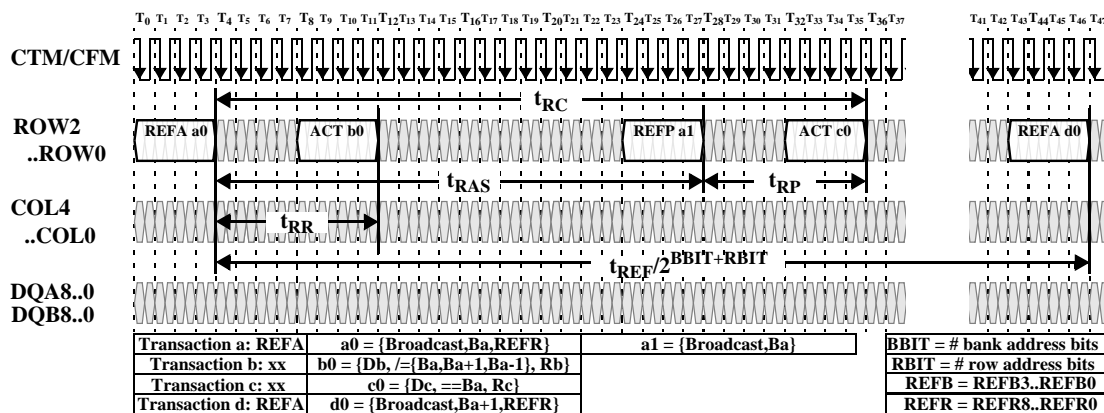 T0 T1 T2 T3 T4 T5 T6 T7 T8 T9 T10 T11 T12 T13 T14 T15 T16 T17 T18 T19 T20 T21 T22 T23 T24 T25 T26 T27 T28 T29 T30 T31 T32 T33 T34 T35 T36 T37 T41 T42 T43 T44 T45 T46 T47
CTM/CFM
tRC
ROW2 REFA a0 ACT b0 REFP a1 ACT c0 REFA d0
..ROW0
tRAS tRP
COL4
..COL0 tRR
tREF/2BBIT+RBIT
DQA8..0
DQB8..0
Transaction a: REFA a0 = {Broadcast,Ba,REFR} a1 = {Broadcast,Ba} BBIT = # bank address bits
Transaction b: xx b0 = {Db, /={Ba,Ba+1,Ba-1}, Rb} RBIT = # row address bits
Transaction c: xx c0 = {Dc, ==Ba, Rc} REFB = REFB3..REFB0
Transaction d: REFA d0 = {Broadcast,Ba+1,REFR} REFR = REFR8..REFR0